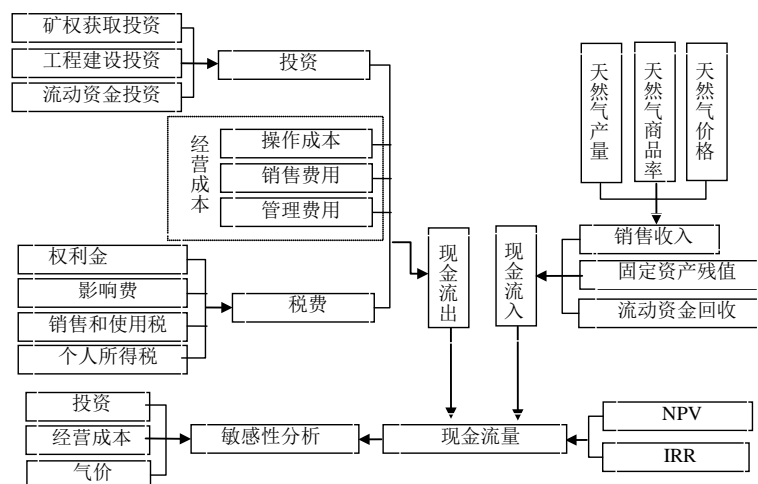 矿权获取投资
工程建设投资
流动资金投资
投资
经营成本
操作成本
销售费用
管理费用
权利金
影响费
销售和使用税
个人所得税
税费
现金流出
现金流入
天然气产量
天然气商品率
天然气价格
销售收入
固定资产残值
流动资金回收
投资
经营成本
气价
敏感性分析
现金流量
NPV
IRR